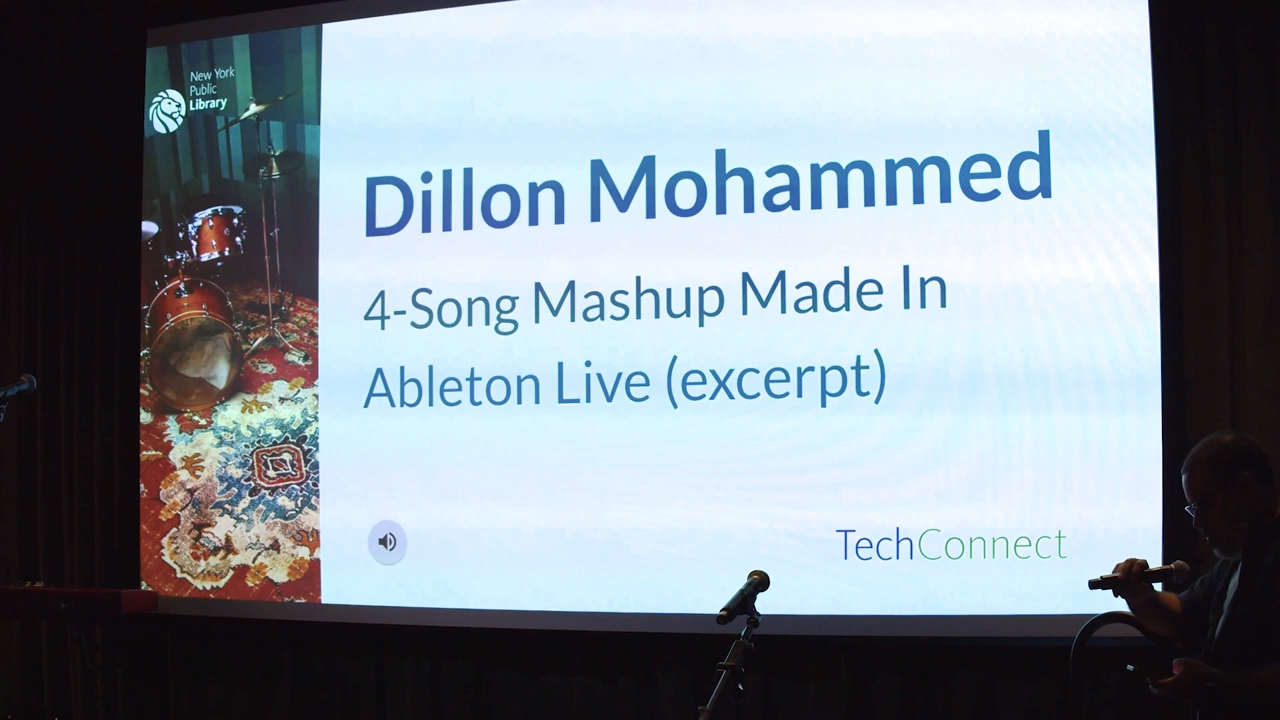 New York
Public
Library
Dillon Mohammed
4-Song Mashup Made In
Ableton Live (excerpt)
TechConnect